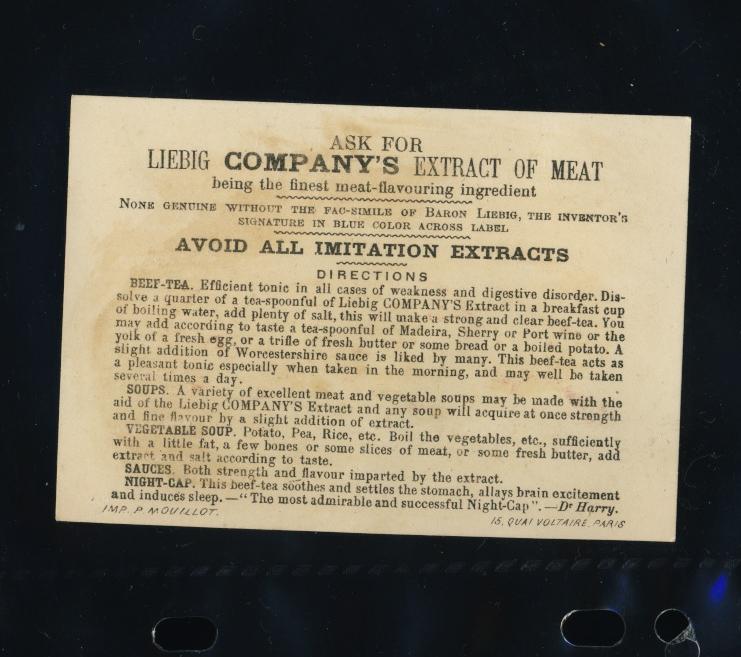 ASK FOR
LIEBIG COMPANY'S EXTRACT OF MEAT
being the finest meat-flavouring ingredient
NONE GENUINE WITHOUT THE FAC-SIMILE OF BARON LIEBIG, THE INVENTOR'S
SIGNATURE IN BLUE COLOR ACROSS LABEL
AVOID ALL IMITATION EXTRACTS
DIRECTIONS
BEEF-TEA. Efficient tonic in all cases of weakness and digestive disorder. Dis-
solve a quarter of a tea-spoonful of Liebig COMPANY'S Extract in a breakfast cup
of boiling water, add plenty of salt, this will make a strong and clear beef-tea. You
may add according to taste a tea-spoonful of Madeira, Sherry or Port wine or the
yolk of a fresh egg, or a trifle of fresh butter or some bread or a boiled potato. A
slight addition of Worcestershire sauce is liked by many. This beef-tea acts as
a pleasant tonic especially when taken in the morning, and may well be taken
several times a day.
SOUPS. A variety of excellent meat and vegetable soups may be made with the
aid of the Liebig COMPANY'S Extract and any soup will acquire at once strength
and fine flavour by a slight addition of extract.
VEGETABLE SOUP. Potato, Pea, Rice, etc. Boil the vegetables, etc., sufficiently
with a little fat, a few bones or some slices of meat, or some fresh butter, add
extract and salt according to taste.
SAUCES. Both strength and flavour imparted by the extract.
NIGHT-CAP. This beef-tea soothes and settles the stomach, allays brain excitement
and induces sleep. — "The most admirable and successful Night-Cap". — Dr Harry.
IMP. P. MOUILLOT.
15, QUAI VOLTAIRE, PARIS